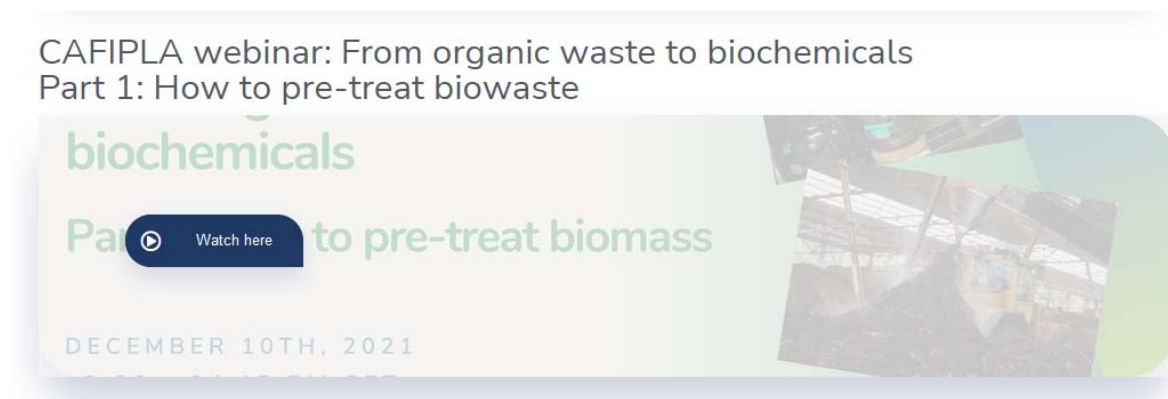 CAFIPLA webinar: From organic waste to biochemicals
Part 1: How to pre-treat biowaste
biochemicals
Watch here
to pre-treat biomass
DECEMBER 10TH, 2021